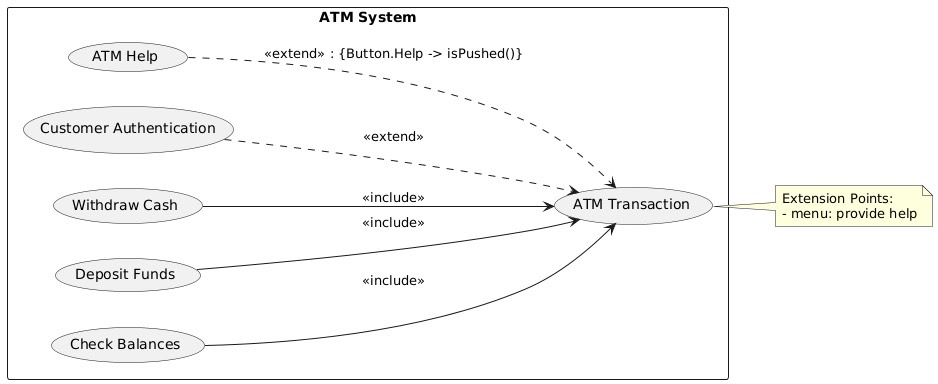 ATM System
ATM Help
«extend» : {Button.Help -> isPushed()}
Customer Authentication
«extend»
Withdraw Cash
«include»
ATM Transaction
Extension Points:
- menu: provide help
«include»
Deposit Funds
«include»
Check Balances